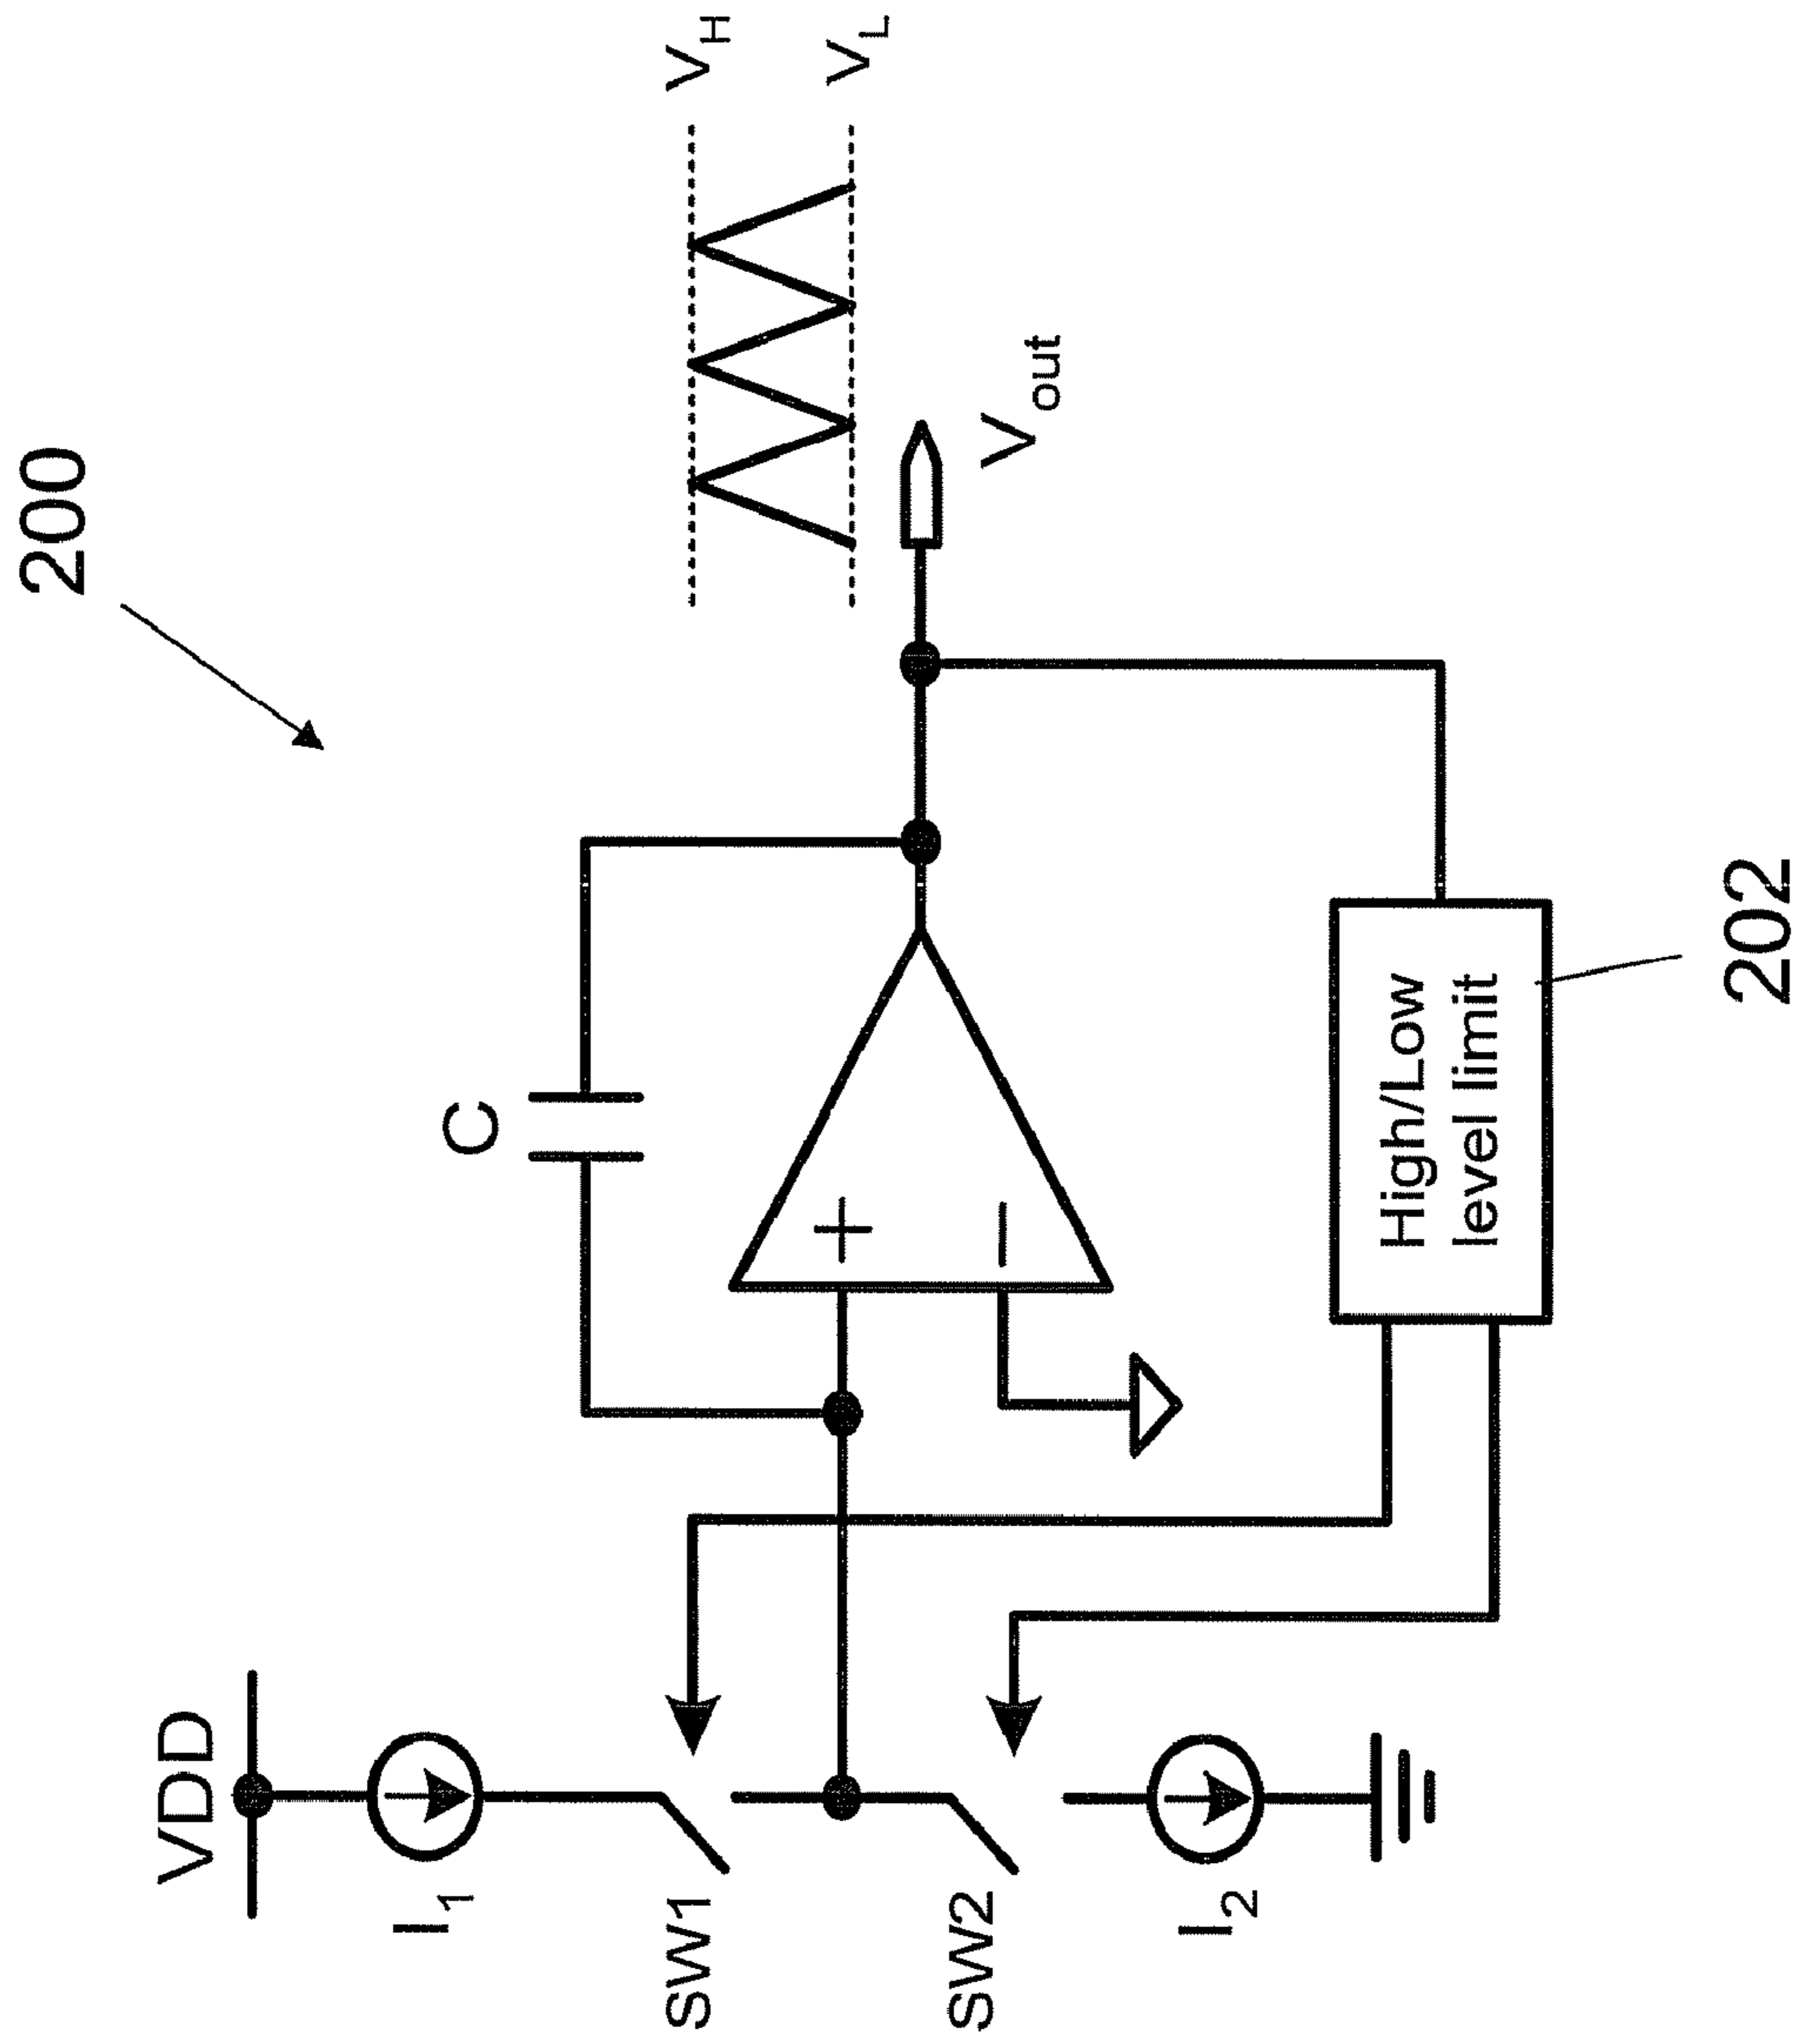 200
VDD
I1
SW1
SW2
I2
C
+
−
VH
VL
Vout
High/Low
level limit
202